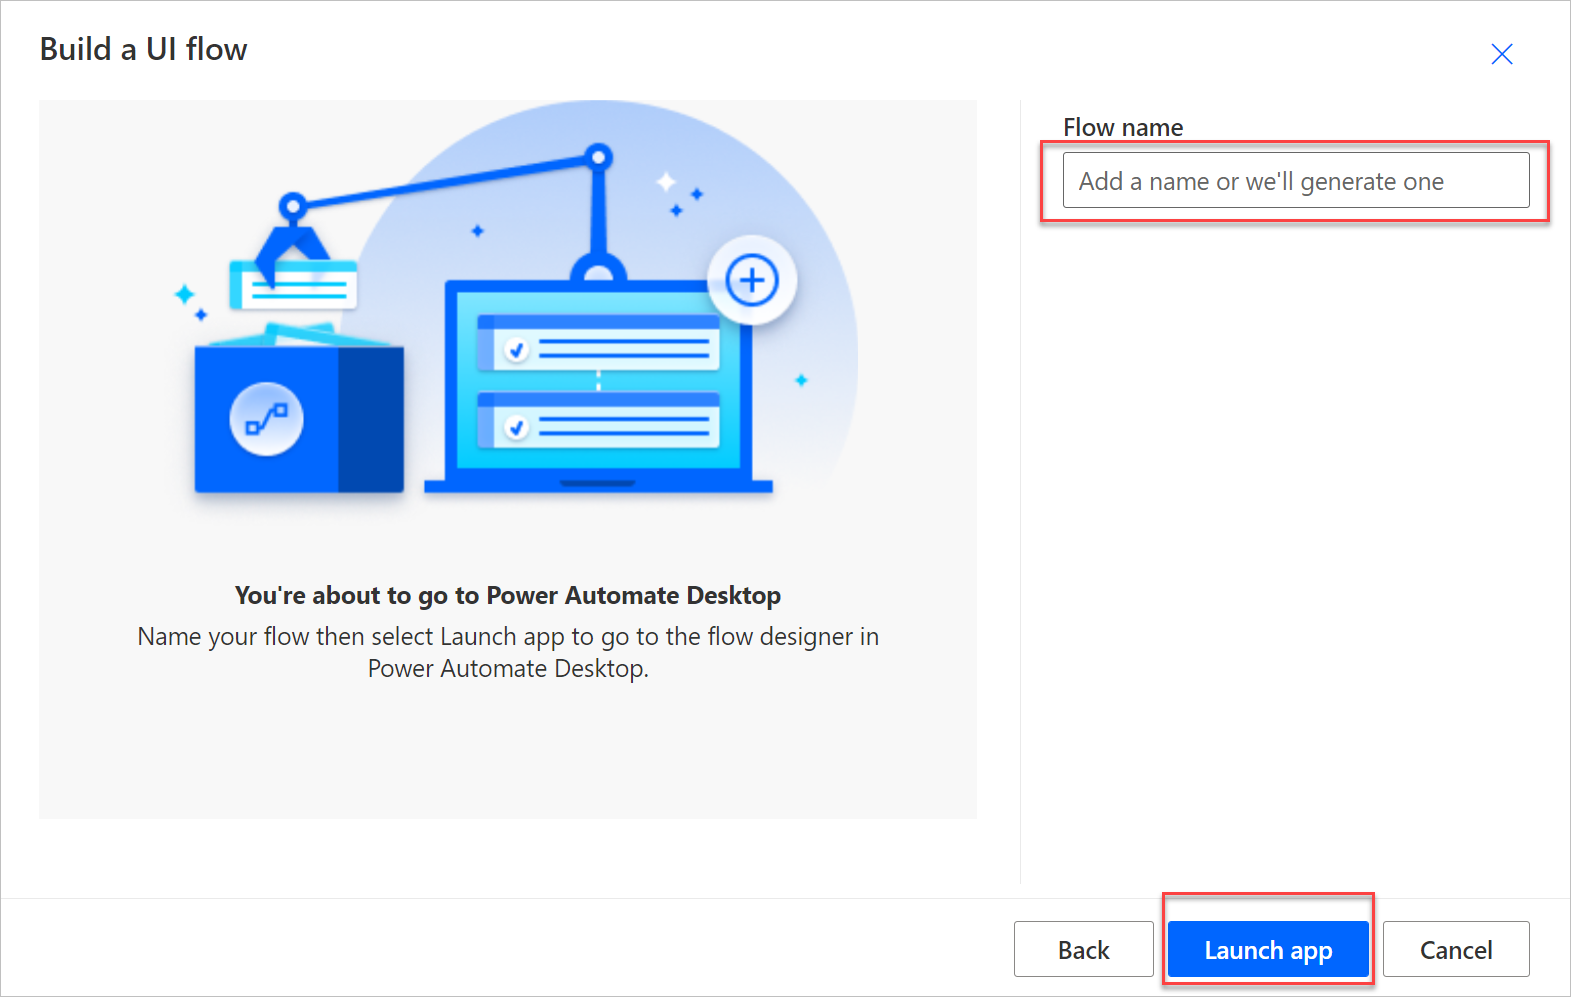 Build a UI flow
Flow name
Add a name or we'll generate one
You're about to go to Power Automate Desktop
Name your flow then select Launch app to go to the flow designer in
Power Automate Desktop.
Back
Launch app
Cancel